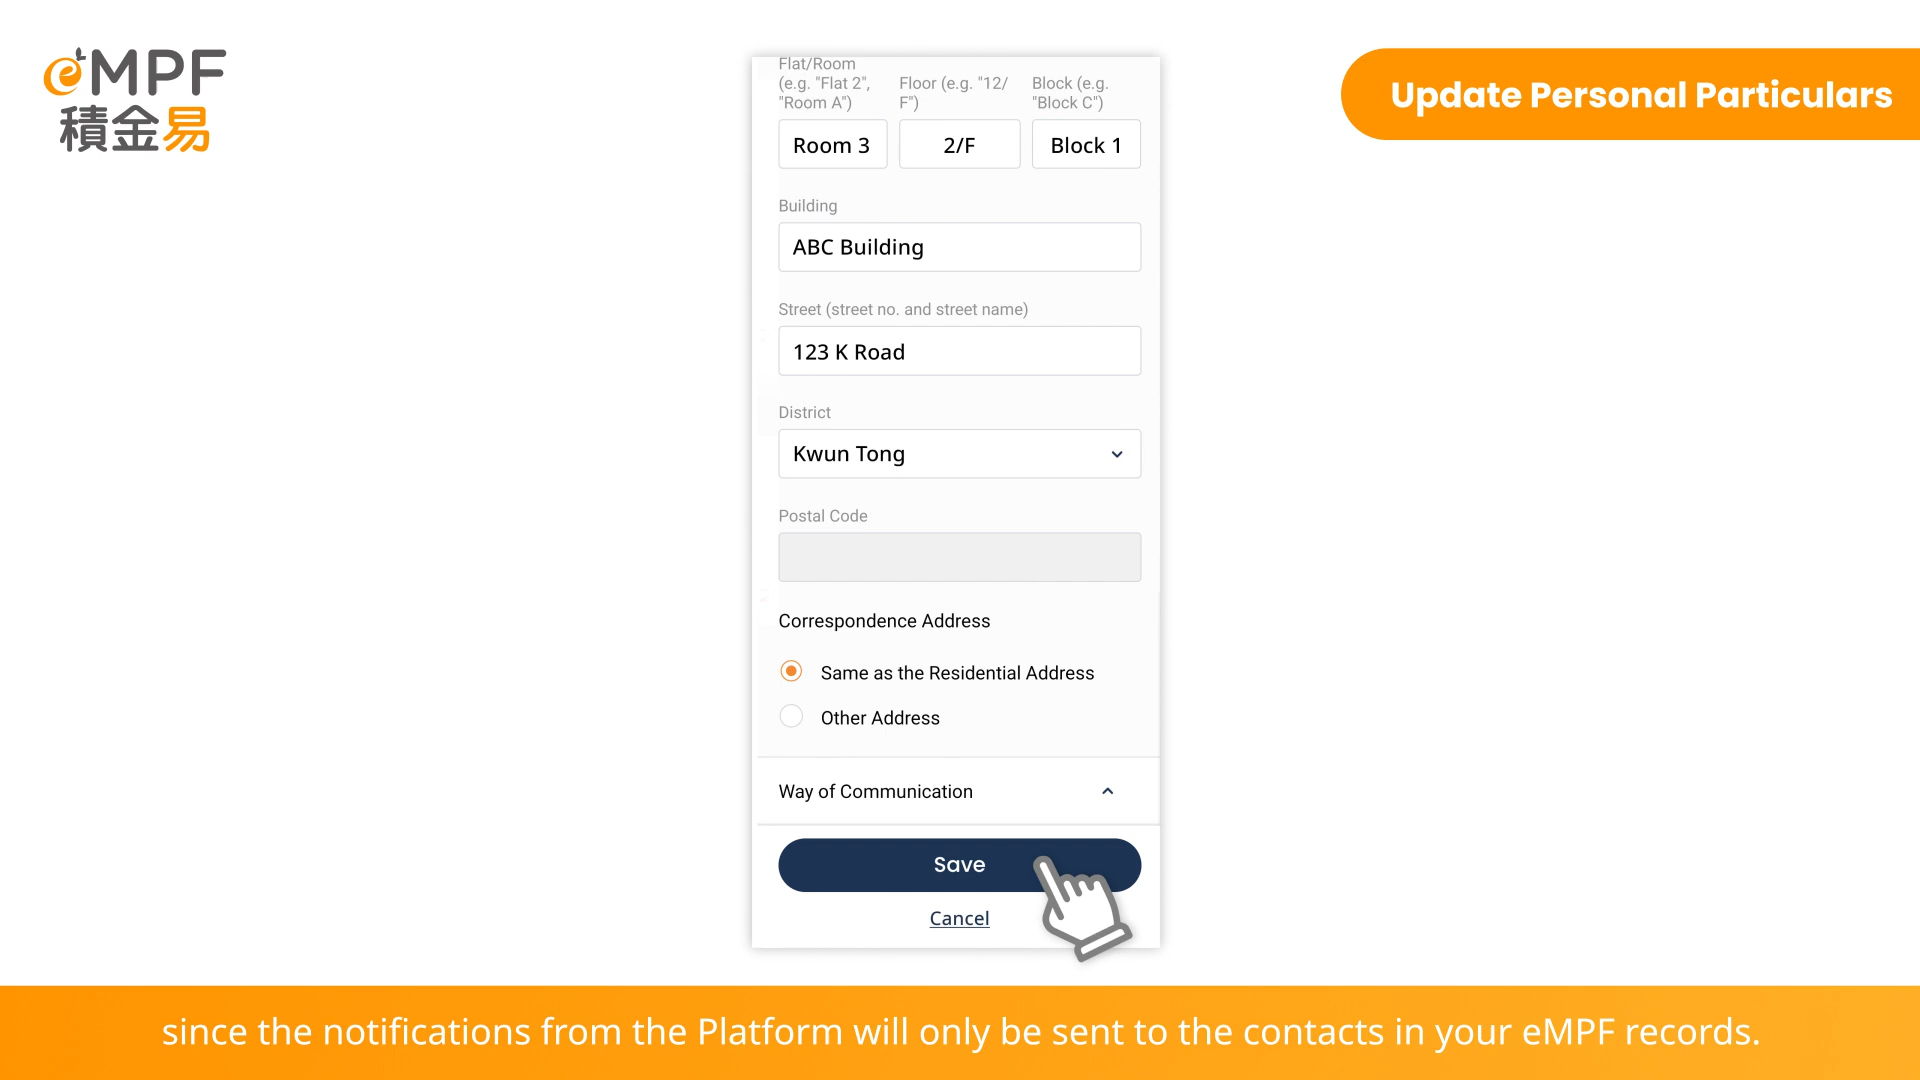 eMPF
積金易
Update Personal Particulars
Flat/Room
(e.g. "Flat 2",
"Room A")
Floor (e.g. "12/
F")
Block (e.g.
"Block C")
Room 3
2/F
Block 1
Building
ABC Building
Street (street no. and street name)
123 K Road
District
Kwun Tong
Postal Code
Correspondence Address
Same as the Residential Address
Other Address
Way of Communication
Save
Cancel
since the notifications from the Platform will only be sent to the contacts in your eMPF records.